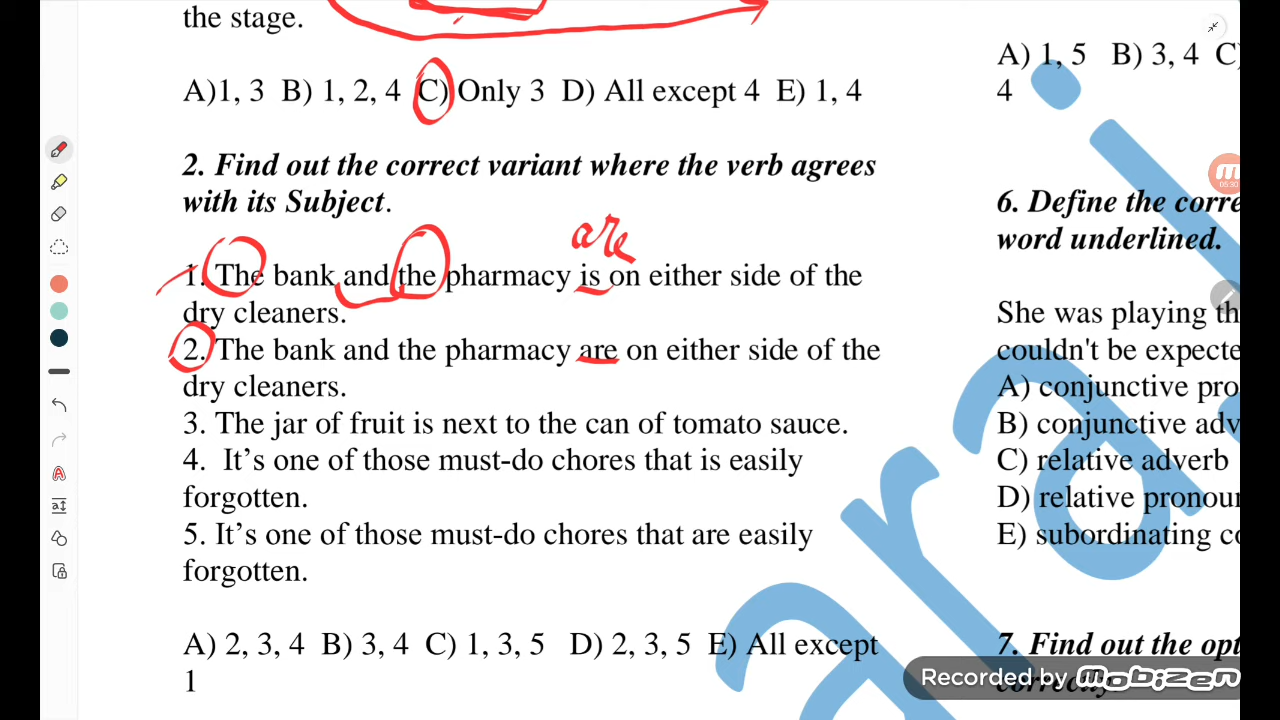 the stage.
A)1, 3 B) 1, 2, 4 C) Only 3 D) All except 4 E) 1, 4
2. Find out the correct variant where the verb agrees
with its Subject.
are
1. The bank and the pharmacy is on either side of the
dry cleaners.
2. The bank and the pharmacy are on either side of the
dry cleaners.
3. The jar of fruit is next to the can of tomato sauce.
4. It’s one of those must-do chores that is easily
forgotten.
5. It’s one of those must-do chores that are easily
forgotten.
A) 2, 3, 4 B) 3, 4 C) 1, 3, 5 D) 2, 3, 5 E) All except
1
A) 1, 5 B) 3, 4 C)
4
6. Define the corre
word underlined.
She was playing th
couldn't be expecte
A) conjunctive pro
B) conjunctive adv
C) relative adverb
D) relative pronour
E) subordinating co
7. Find out the opt
correctly
Recorded by Mobizen